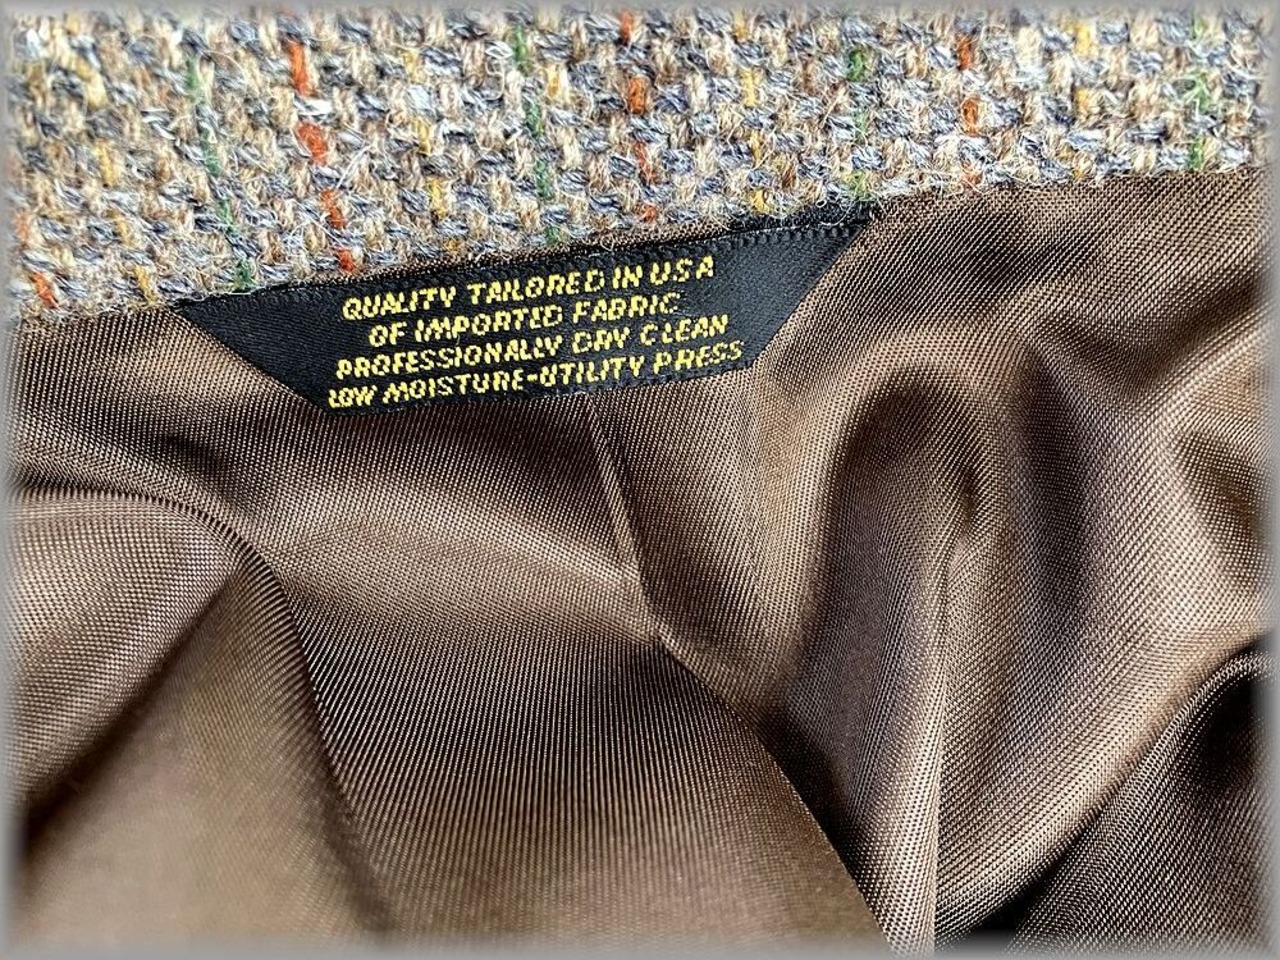 QUALITY TAILORED IN USA
OF IMPORTED FABRIC
PROFESSIONALLY DRY CLEAN
LOW MOISTURE-UTILITY PRESS